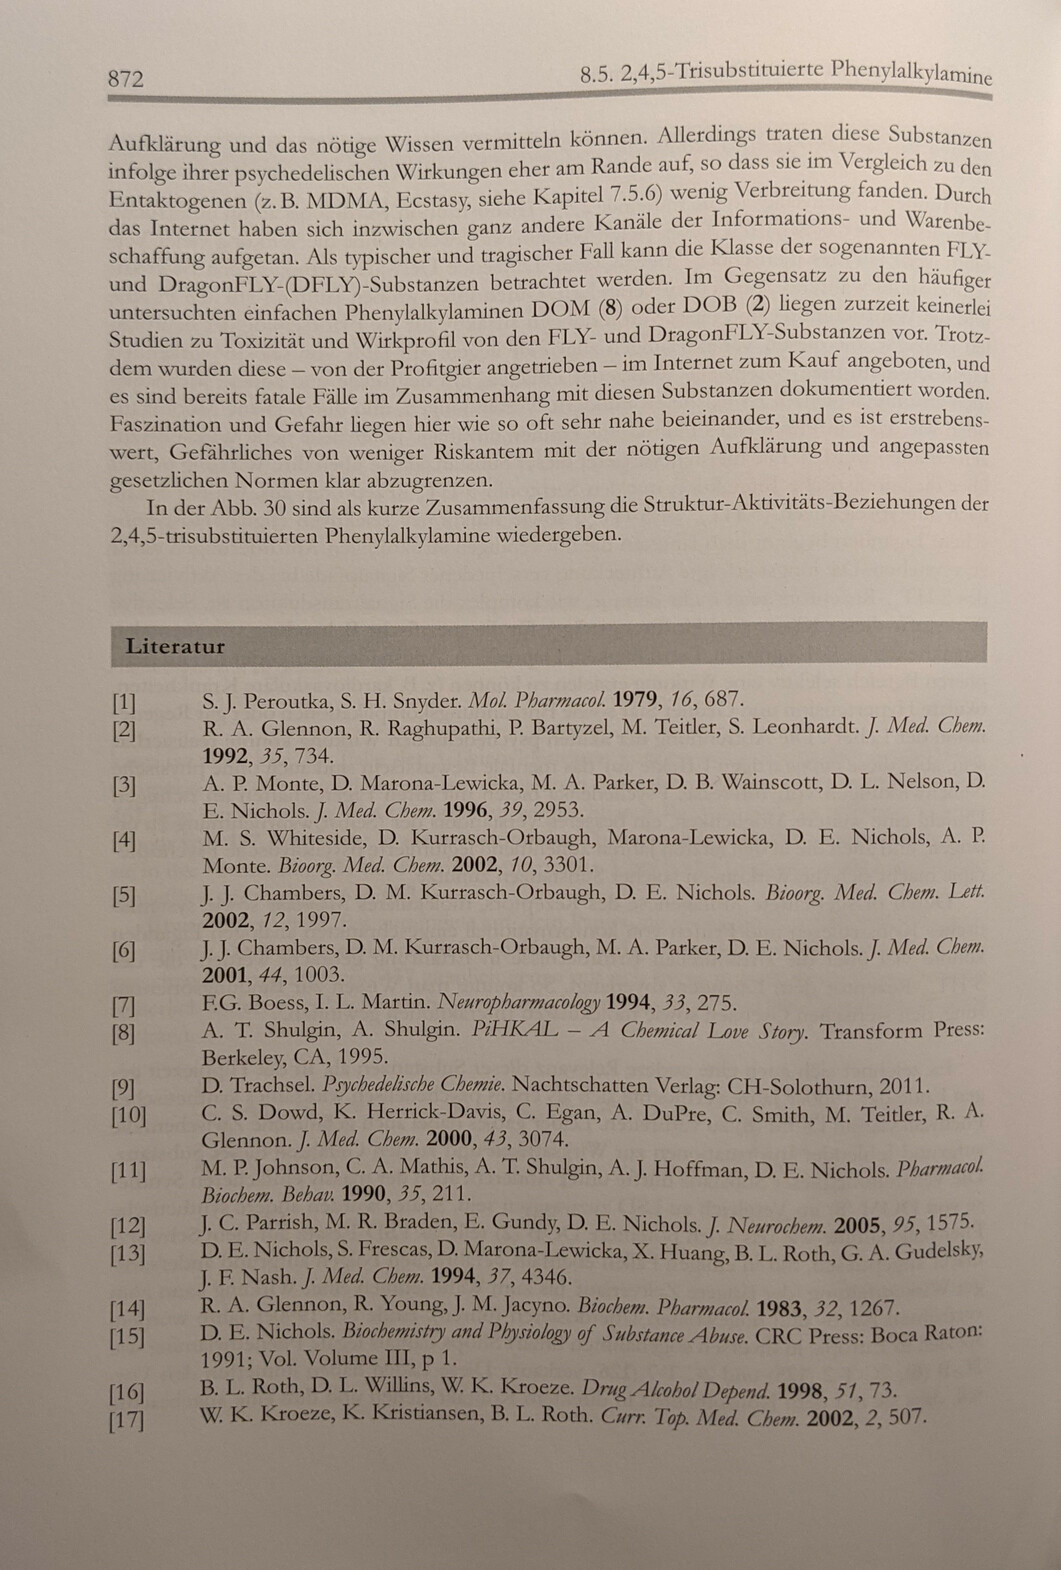 872
8.5. 2,4,5-Trisubstituierte Phenylalkylamine
Aufklärung und das nötige Wissen vermitteln können. Allerdings traten diese Substanzen
infolge ihrer psychedelischen Wirkungen eher am Rande auf, so dass sie im Vergleich zu den
Entaktogenen (z. B. MDMA, Ecstasy, siehe Kapitel 7.5.6) wenig Verbreitung fanden. Durch
das Internet haben sich inzwischen ganz andere Kanäle der Informations- und Warenbe-
schaffung aufgetan. Als typischer und tragischer Fall kann die Klasse der sogenannten FLY-
und DragonFLY-(DFLY)-Substanzen betrachtet werden. Im Gegensatz zu den häufiger
untersuchten einfachen Phenylalkylaminen DOM (8) oder DOB (2) liegen zurzeit keinerlei
Studien zu Toxizität und Wirkprofil von den FLY- und DragonFLY-Substanzen vor. Trotz-
dem wurden diese – von der Profitgier angetrieben – im Internet zum Kauf angeboten, und
es sind bereits fatale Fälle im Zusammenhang mit diesen Substanzen dokumentiert worden.
Faszination und Gefahr liegen hier wie so oft sehr nahe beieinander, und es ist erstrebens-
wert, Gefährliches von weniger Riskantem mit der nötigen Aufklärung und angepassten
gesetzlichen Normen klar abzugrenzen.
In der Abb. 30 sind als kurze Zusammenfassung die Struktur-Aktivitäts-Beziehungen der
2,4,5-trisubstituierten Phenylalkylamine wiedergeben.
Literatur
[1] S. J. Peroutka, S. H. Snyder. Mol. Pharmacol. 1979, 16, 687.
[2] R. A. Glennon, R. Raghupathi, P. Bartyzel, M. Teitler, S. Leonhardt. J. Med. Chem.
1992, 35, 734.
[3] A. P. Monte, D. Marona-Lewicka, M. A. Parker, D. B. Wainscott, D. L. Nelson, D.
E. Nichols. J. Med. Chem. 1996, 39, 2953.
[4] M. S. Whiteside, D. Kurrasch-Orbaugh, Marona-Lewicka, D. E. Nichols, A. P.
Monte. Bioorg. Med. Chem. 2002, 10, 3301.
[5] J. J. Chambers, D. M. Kurrasch-Orbaugh, D. E. Nichols. Bioorg. Med. Chem. Lett.
2002, 12, 1997.
[6] J. J. Chambers, D. M. Kurrasch-Orbaugh, M. A. Parker, D. E. Nichols. J. Med. Chem.
2001, 44, 1003.
[7] F.G. Boess, I. L. Martin. Neuropharmacology 1994, 33, 275.
[8] A. T. Shulgin, A. Shulgin. PiHKAL – A Chemical Love Story. Transform Press:
Berkeley, CA, 1995.
[9] D. Trachsel. Psychedelische Chemie. Nachtschatten Verlag: CH-Solothurn, 2011.
[10] C. S. Dowd, K. Herrick-Davis, C. Egan, A. DuPre, C. Smith, M. Teitler, R. A.
Glennon. J. Med. Chem. 2000, 43, 3074.
[11] M. P. Johnson, C. A. Mathis, A. T. Shulgin, A. J. Hoffman, D. E. Nichols. Pharmacol.
Biochem. Behav. 1990, 35, 211.
[12] J. C. Parrish, M. R. Braden, E. Gundy, D. E. Nichols. J. Neurochem. 2005, 95, 1575.
[13] D. E. Nichols, S. Frescas, D. Marona-Lewicka, X. Huang, B. L. Roth, G. A. Gudelsky,
J. F. Nash. J. Med. Chem. 1994, 37, 4346.
[14] R. A. Glennon, R. Young, J. M. Jacyno. Biochem. Pharmacol. 1983, 32, 1267.
[15] D. E. Nichols. Biochemistry and Physiology of Substance Abuse. CRC Press: Boca Raton:
1991; Vol. Volume III, p 1.
[16] B. L. Roth, D. L. Willins, W. K. Kroeze. Drug Alcohol Depend. 1998, 51, 73.
[17] W. K. Kroeze, K. Kristiansen, B. L. Roth. Curr. Top. Med. Chem. 2002, 2, 507.